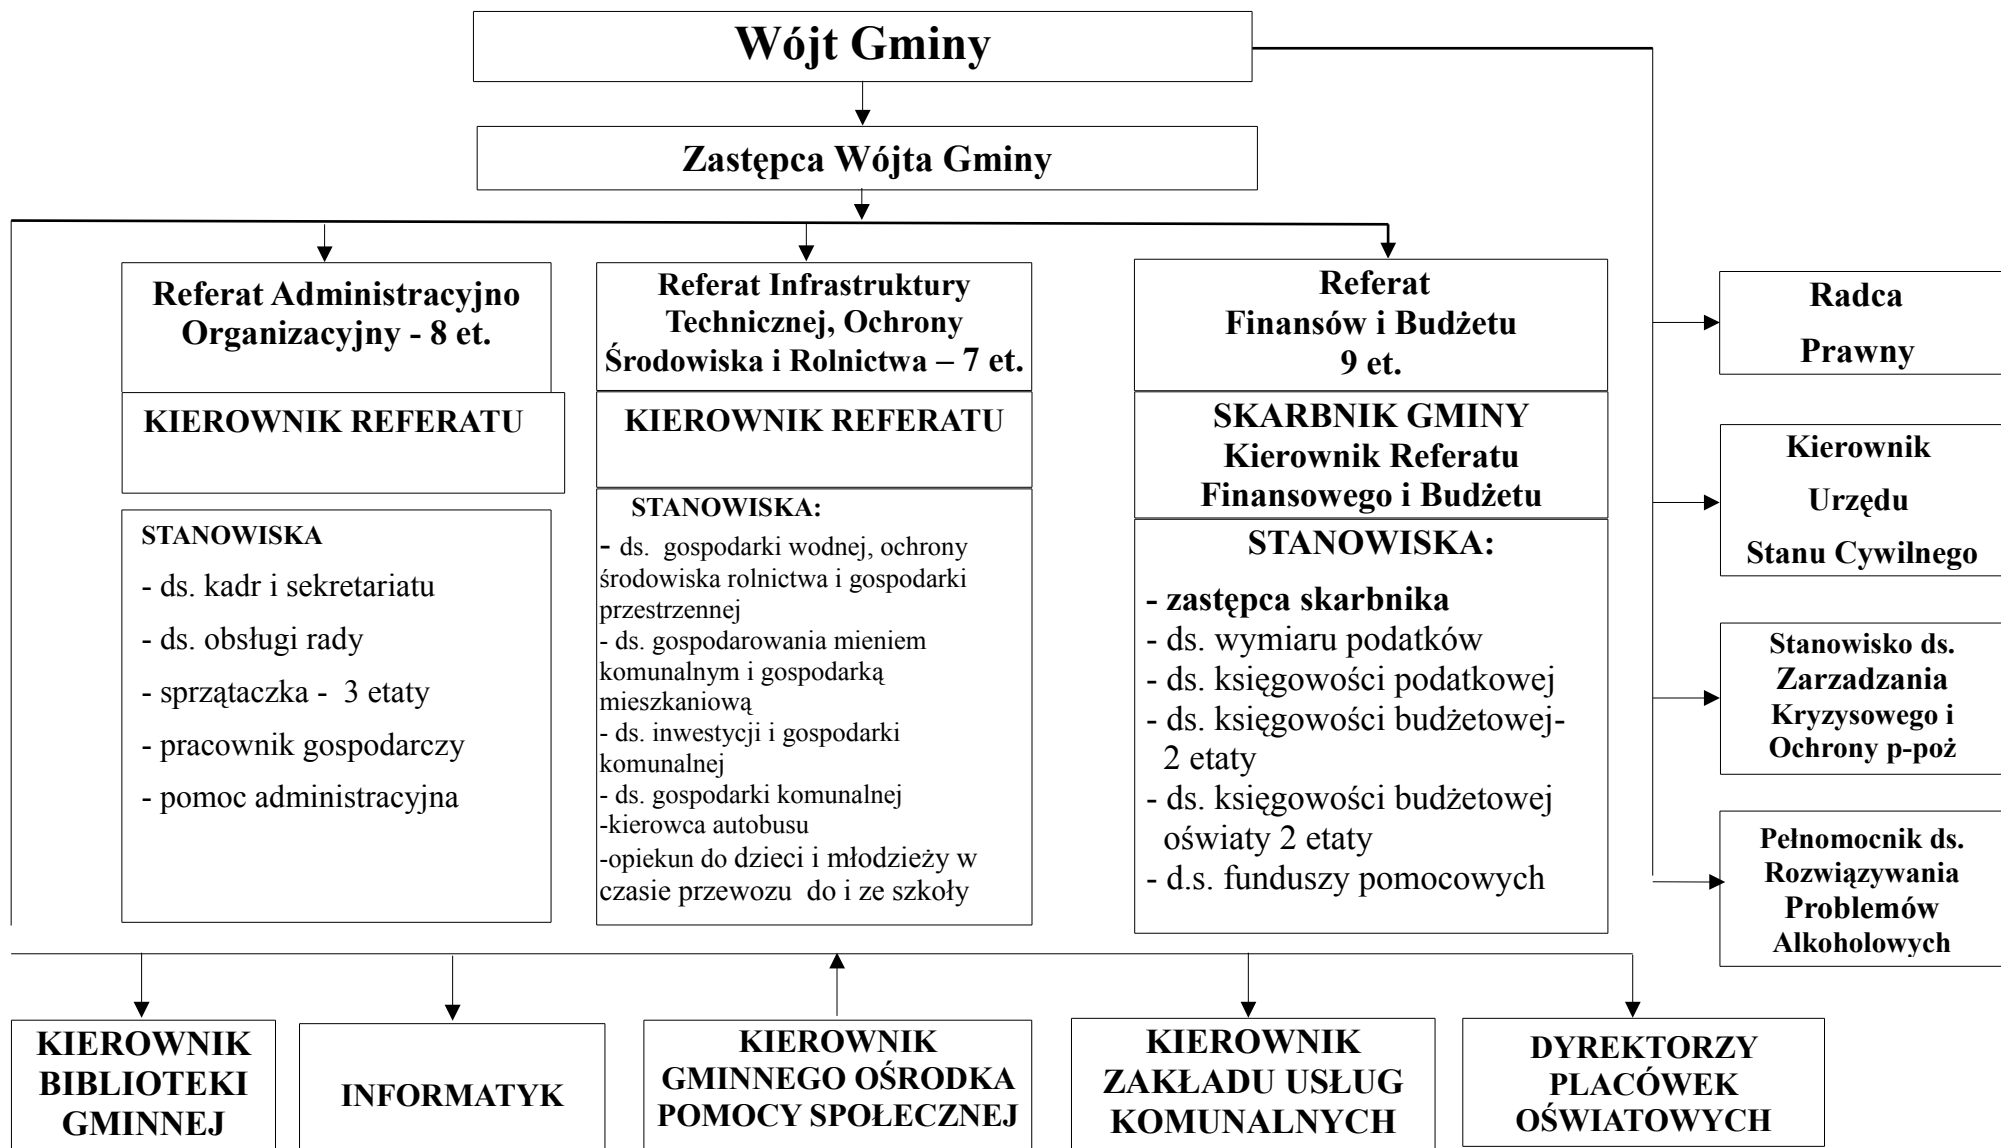 Wójt Gminy
Zastępca Wójta Gminy
Referat Administracyjno
Organizacyjny - 8 et.
KIEROWNIK REFERATU
STANOWISKA
- ds. kadr i sekretariatu
- ds. obsługi rady
- sprzątaczka -  3 etaty
- pracownik gospodarczy
- pomoc administracyjna
Referat Infrastruktury
Technicznej, Ochrony
Środowiska i Rolnictwa – 7 et.
KIEROWNIK REFERATU
STANOWISKA:
- ds.  gospodarki wodnej, ochrony
środowiska rolnictwa i gospodarki
przestrzennej
- ds. gospodarowania mieniem
komunalnym i gospodarką
mieszkaniową
- ds. inwestycji i gospodarki
komunalnej
- ds. gospodarki komunalnej
-kierowca autobusu
-opiekun do dzieci i młodzieży w
czasie przewozu  do i ze szkoły
Referat
Finansów i Budżetu
9 et.
SKARBNIK GMINY
Kierownik Referatu
Finansowego i Budżetu
STANOWISKA:
- zastępca skarbnika
- ds. wymiaru podatków
- ds. księgowości podatkowej
- ds. księgowości budżetowej-
2 etaty
- ds. księgowości budżetowej
oświaty 2 etaty
- d.s. funduszy pomocowych
Radca
Prawny
Kierownik
Urzędu
Stanu Cywilnego
Stanowisko ds.
Zarzadzania
Kryzysowego i
Ochrony p-poż
Pełnomocnik ds.
Rozwiązywania
Problemów
Alkoholowych
KIEROWNIK
BIBLIOTEKI
GMINNEJ
INFORMATYK
KIEROWNIK
GMINNEGO OŚRODKA
POMOCY SPOŁECZNEJ
KIEROWNIK
ZAKŁADU USŁUG
KOMUNALNYCH
DYREKTORZY
PLACÓWEK
OŚWIATOWYCH